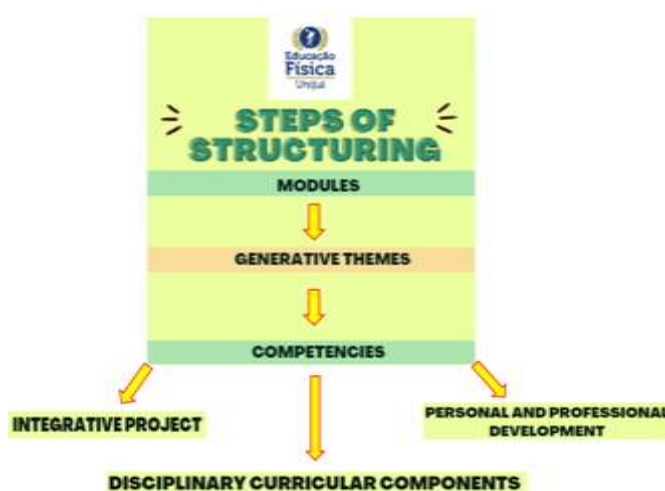 Educação
Física
Unijuí
STEPS OF
STRUCTURING
MODULES
GENERATIVE THEMES
COMPETENCIES
INTEGRATIVE PROJECT
PERSONAL AND PROFESSIONAL
DEVELOPMENT
DISCIPLINARY CURRICULAR COMPONENTS